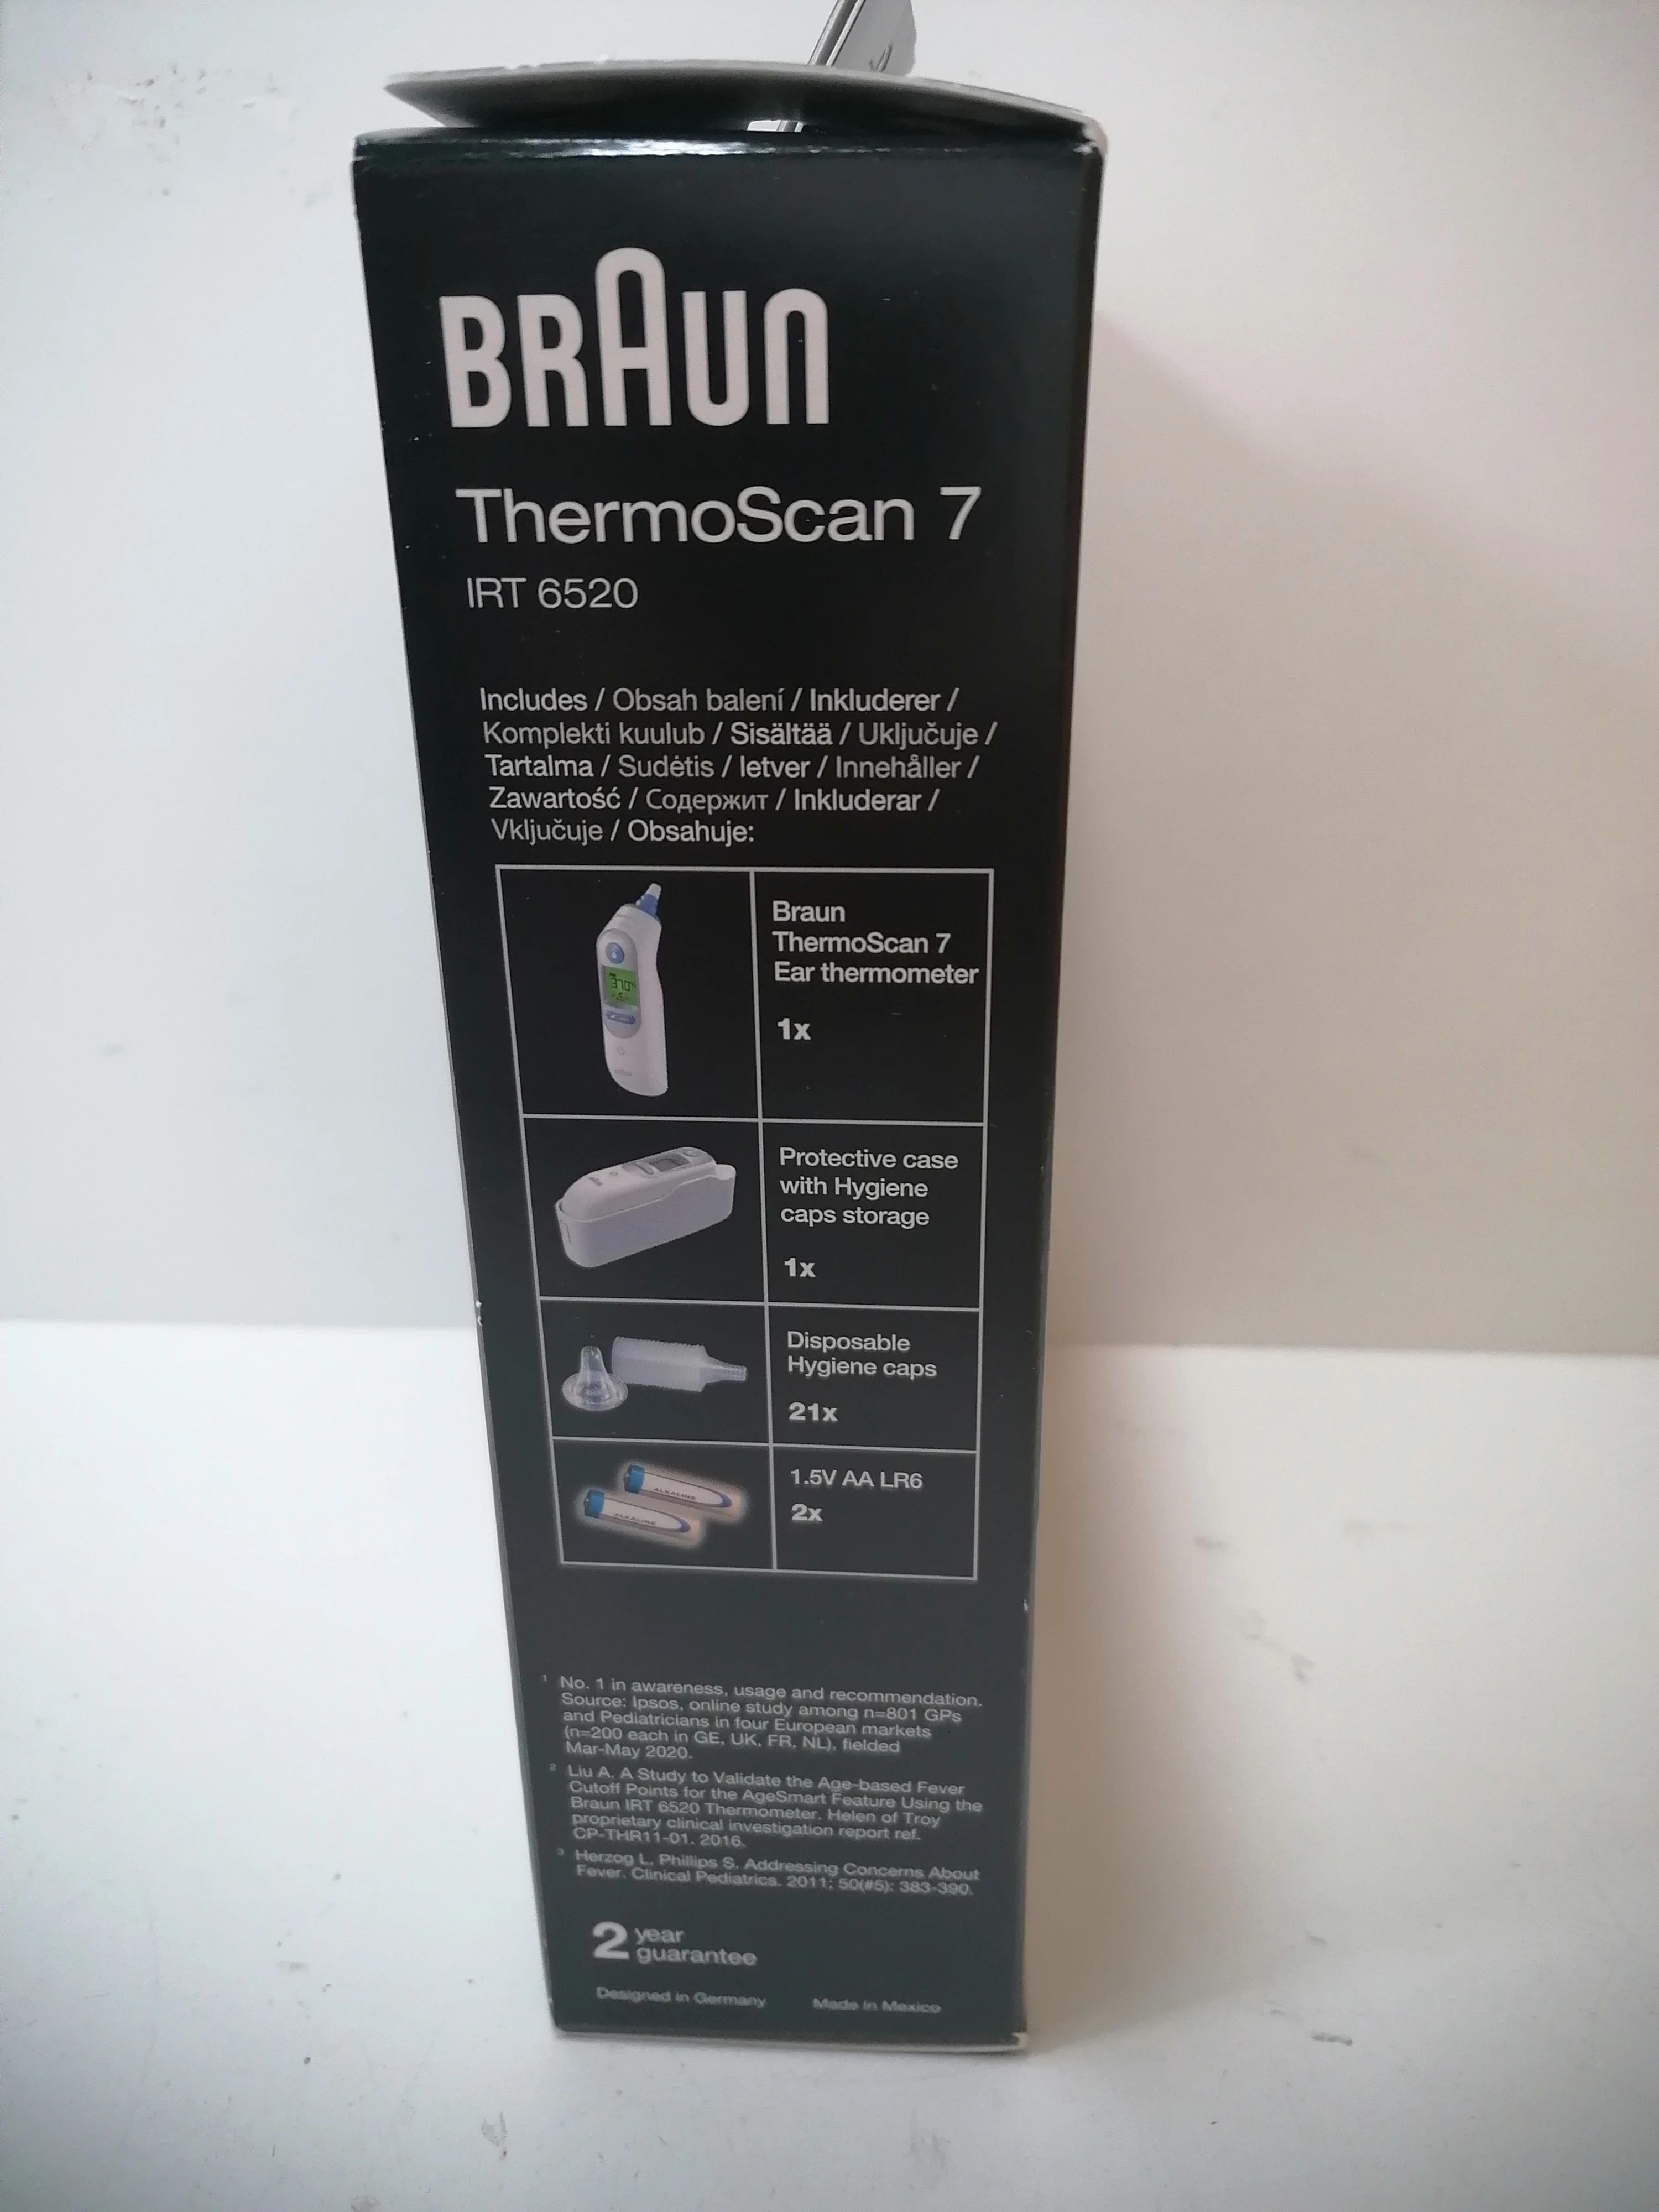 BRAUN
ThermoScan 7
IRT 6520
Includes / Obsah balení / Inkluderer /
Komplekti kuulub / Sisältää / Uključuje /
Tartalma / Sudėtis / Ietver / Innehåller /
Zawartość / Содержит / Inkluderar /
Vključuje / Obsahuje:
Braun
ThermoScan 7
Ear thermometer
1x
Protective case
with Hygiene
caps storage
1x
Disposable
Hygiene caps
21x
ALKALINE
ALKALINE
1.5V AA LR6
2x
1 No. 1 in awareness, usage and recommendation.
Source: Ipsos, online study among n=801 GPs
and Pediatricians in four European markets
(n=200 each in GE, UK, FR, NL), fielded
Mar-May 2020.
2 Liu A. A Study to Validate the Age-based Fever
Cutoff Points for the AgeSmart Feature Using the
Braun IRT 6520 Thermometer. Helen of Troy
proprietary clinical investigation report ref.
CP-THR11-01. 2016.
3 Herzog L. Phillips S. Addressing Concerns About
Fever. Clinical Pediatrics. 2011; 50(#5): 383-390.
2 year
guarantee
Designed in Germany Made in Mexico